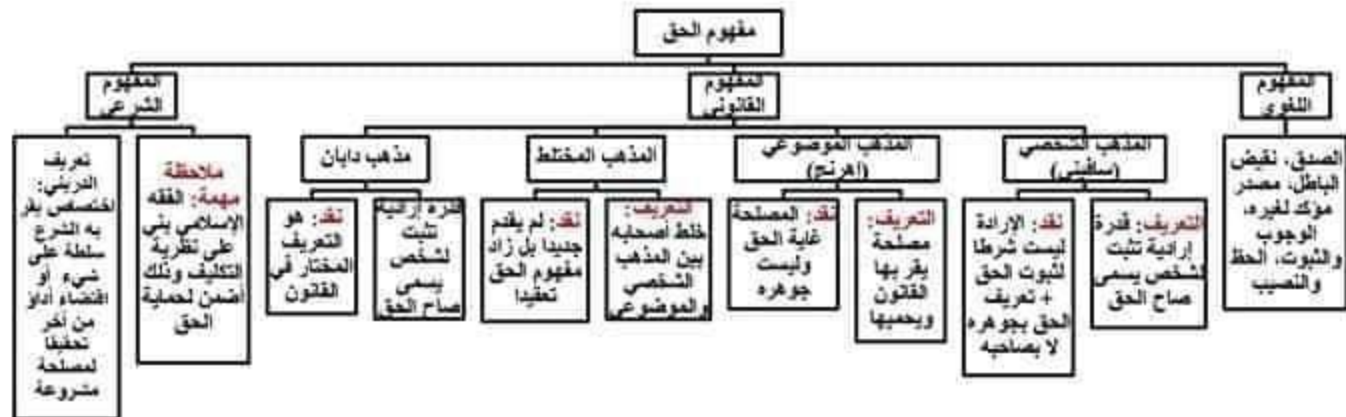 مفهوم الحق
المفهوم
اللغوي
الصدق، نقيض
الباطل، مصدر
مؤكد لغيره،
الوجوب
والثبوت، الحظ
والنصيب
المفهوم
القانوني
المذهب الشخصي
(سافيني)
التعريف: قدرة
إرادية تثبت
لشخص يسمى
صاح الحق
نقد: الإرادة
ليست شرطا
لثبوت الحق
+ تعريف
الحق بجوهره
لا بصاحبه
المذهب الموضوعي
(اهرنج)
التعريف:
مصلحة
يقر بها
القانون
ويحميها
نقد: المصلحة
غاية الحق
وليست
جوهره
المذهب المختلط
التعريف:
خلط أصحابه
بين المذهب
الشخصي
والموضوعي
نقد: لم يقدم
جديدا بل زاد
مفهوم الحق
تعقيدا
مذهب دابان
قدرة إرادية
تثبت
لشخص
يسمى
صاح الحق
نقد: هو
التعريف
المختار في
القانون
المفهوم
الشرعي
ملاحظة
مهمة: الفقه
الإسلامي بني
على نظرية
التكليف وذلك
أضمن لحماية
الحق
تعريف
الدريني:
اختصاص يقر
به الشرع
سلطة على
شيء أو
اقتضاء أداؤ
من آخر
تحقيقا
لمصلحة
مشروعة